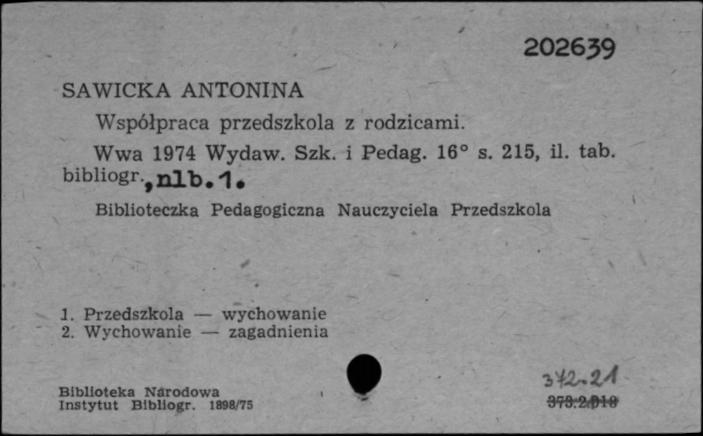 202639
SAWICKA ANTONINA
Współpraca przedszkola z rodzicami.
Wwa 1974 Wydaw. Szk. i Pedag. 16° s. 215, il. tab.
bibliogr., nlb. 1.
Biblioteczka Pedagogiczna Nauczyciela Przedszkola
1. Przedszkola — wychowanie
2. Wychowanie — zagadnienia
372.21
Biblioteka Narodowa
Instytut Bibliogr. 1898/75